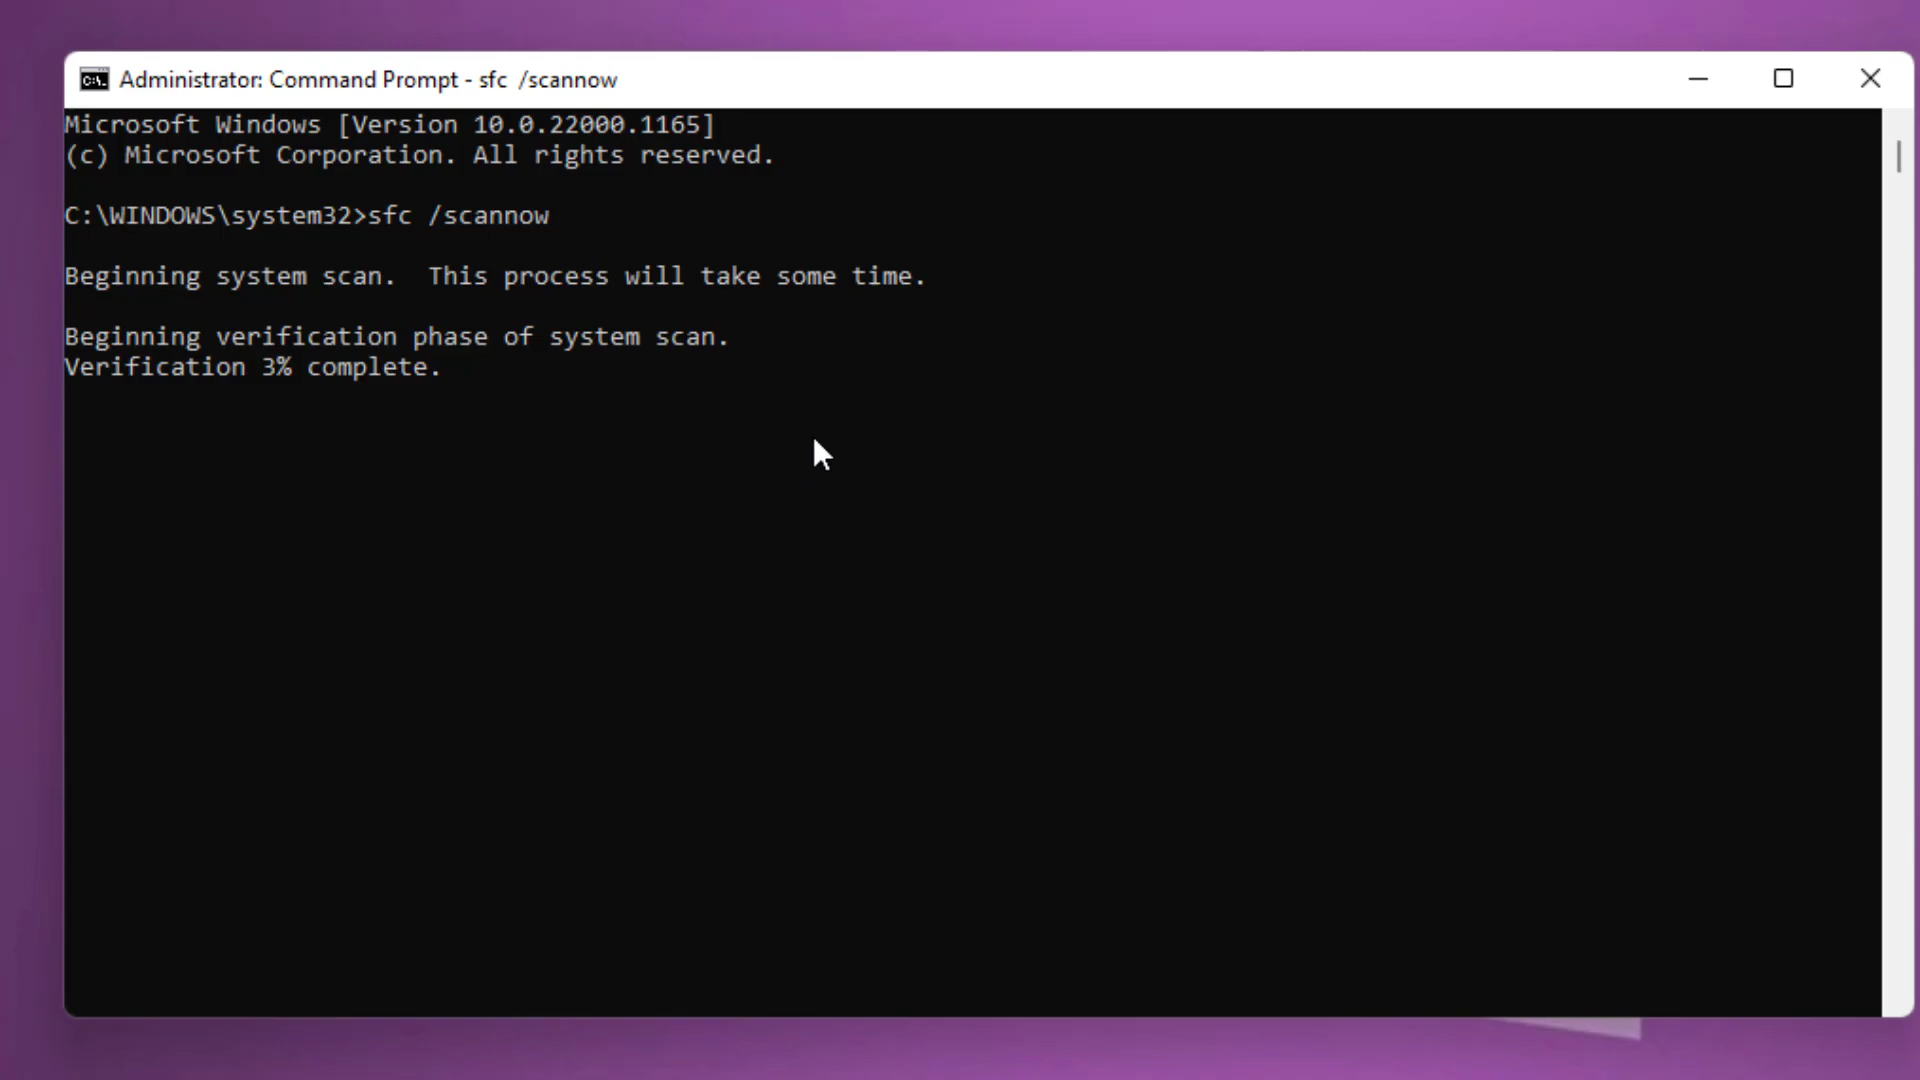 Administrator: Command Prompt - sfc  /scannow
Microsoft Windows [Version 10.0.22000.1165]
(c) Microsoft Corporation. All rights reserved.
C:\WINDOWS\system32>sfc /scannow
Beginning system scan.  This process will take some time.
Beginning verification phase of system scan.
Verification 3% complete.